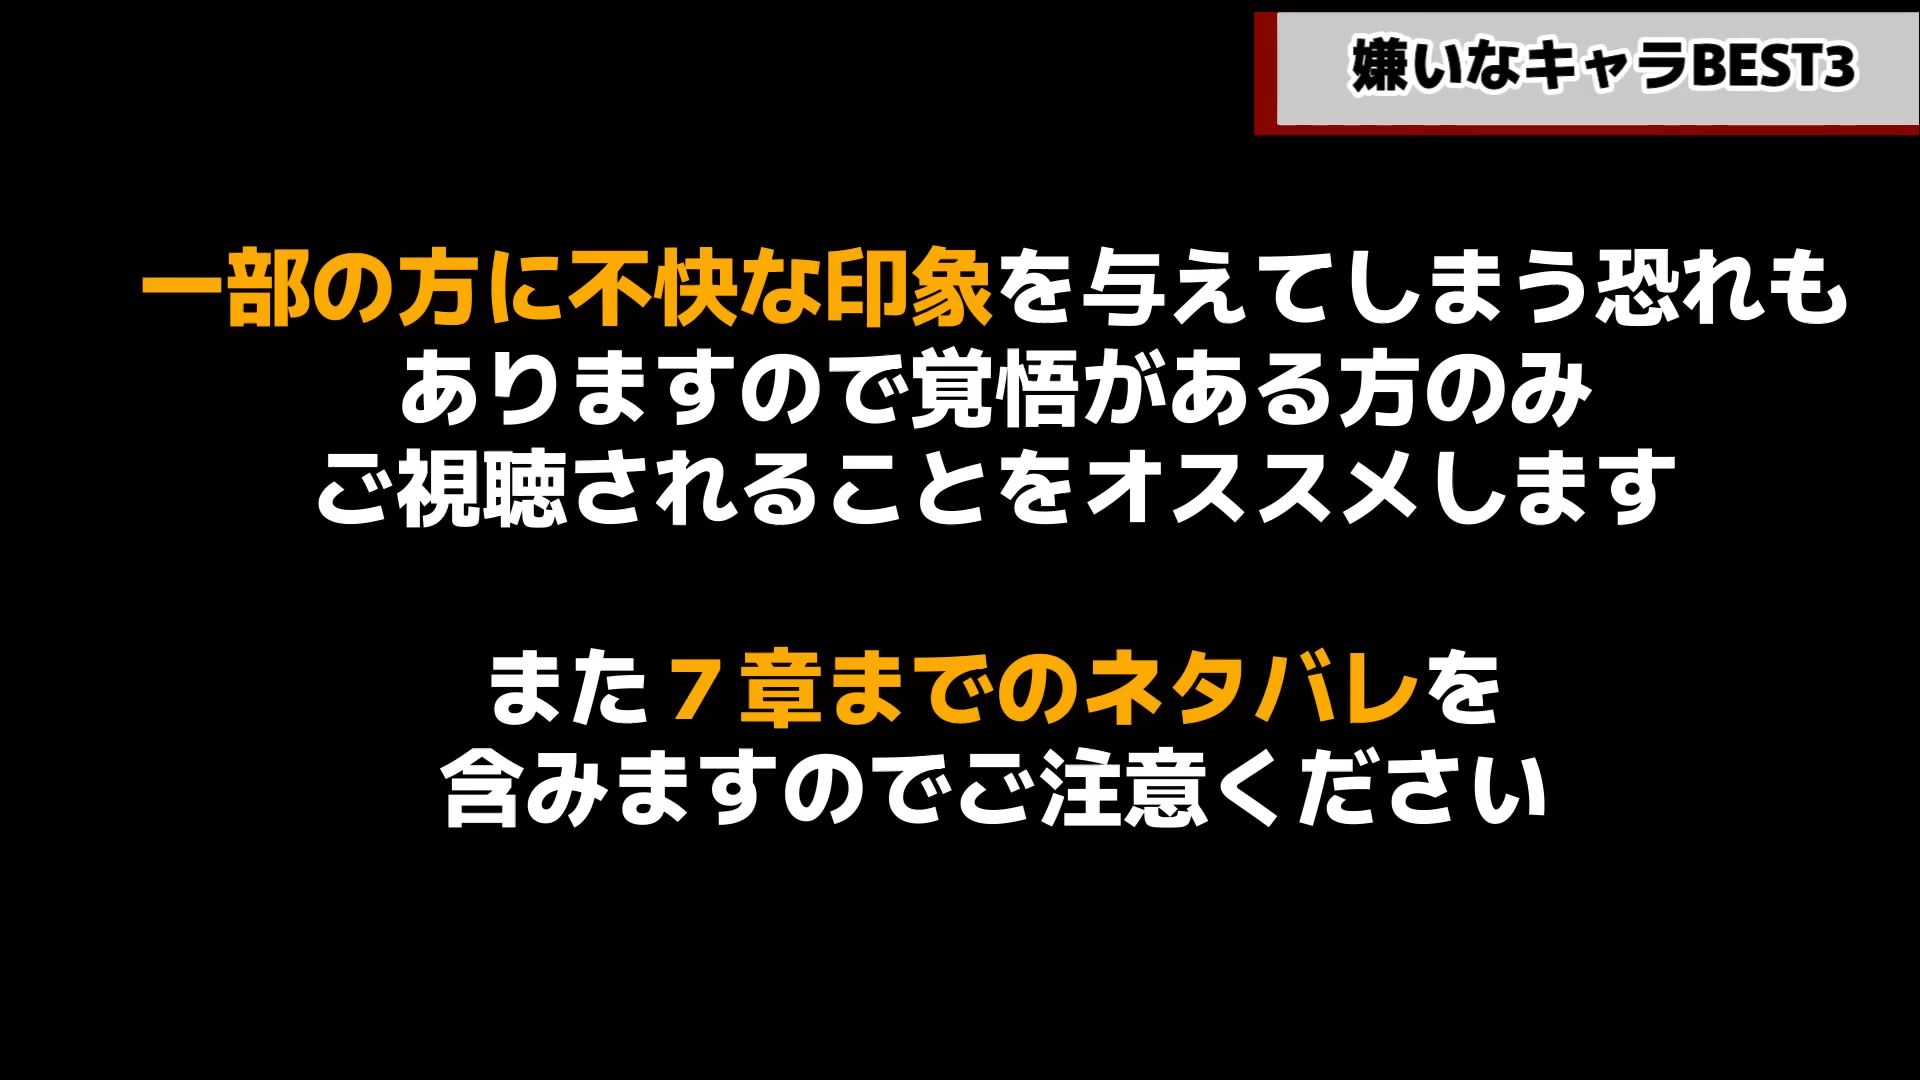 嫌いなキャラBEST3
一部の方に不快な印象を与えてしまう恐れも
ありますので覚悟がある方のみ
ご視聴されることをオススメします
また７章までのネタバレを
含みますのでご注意ください